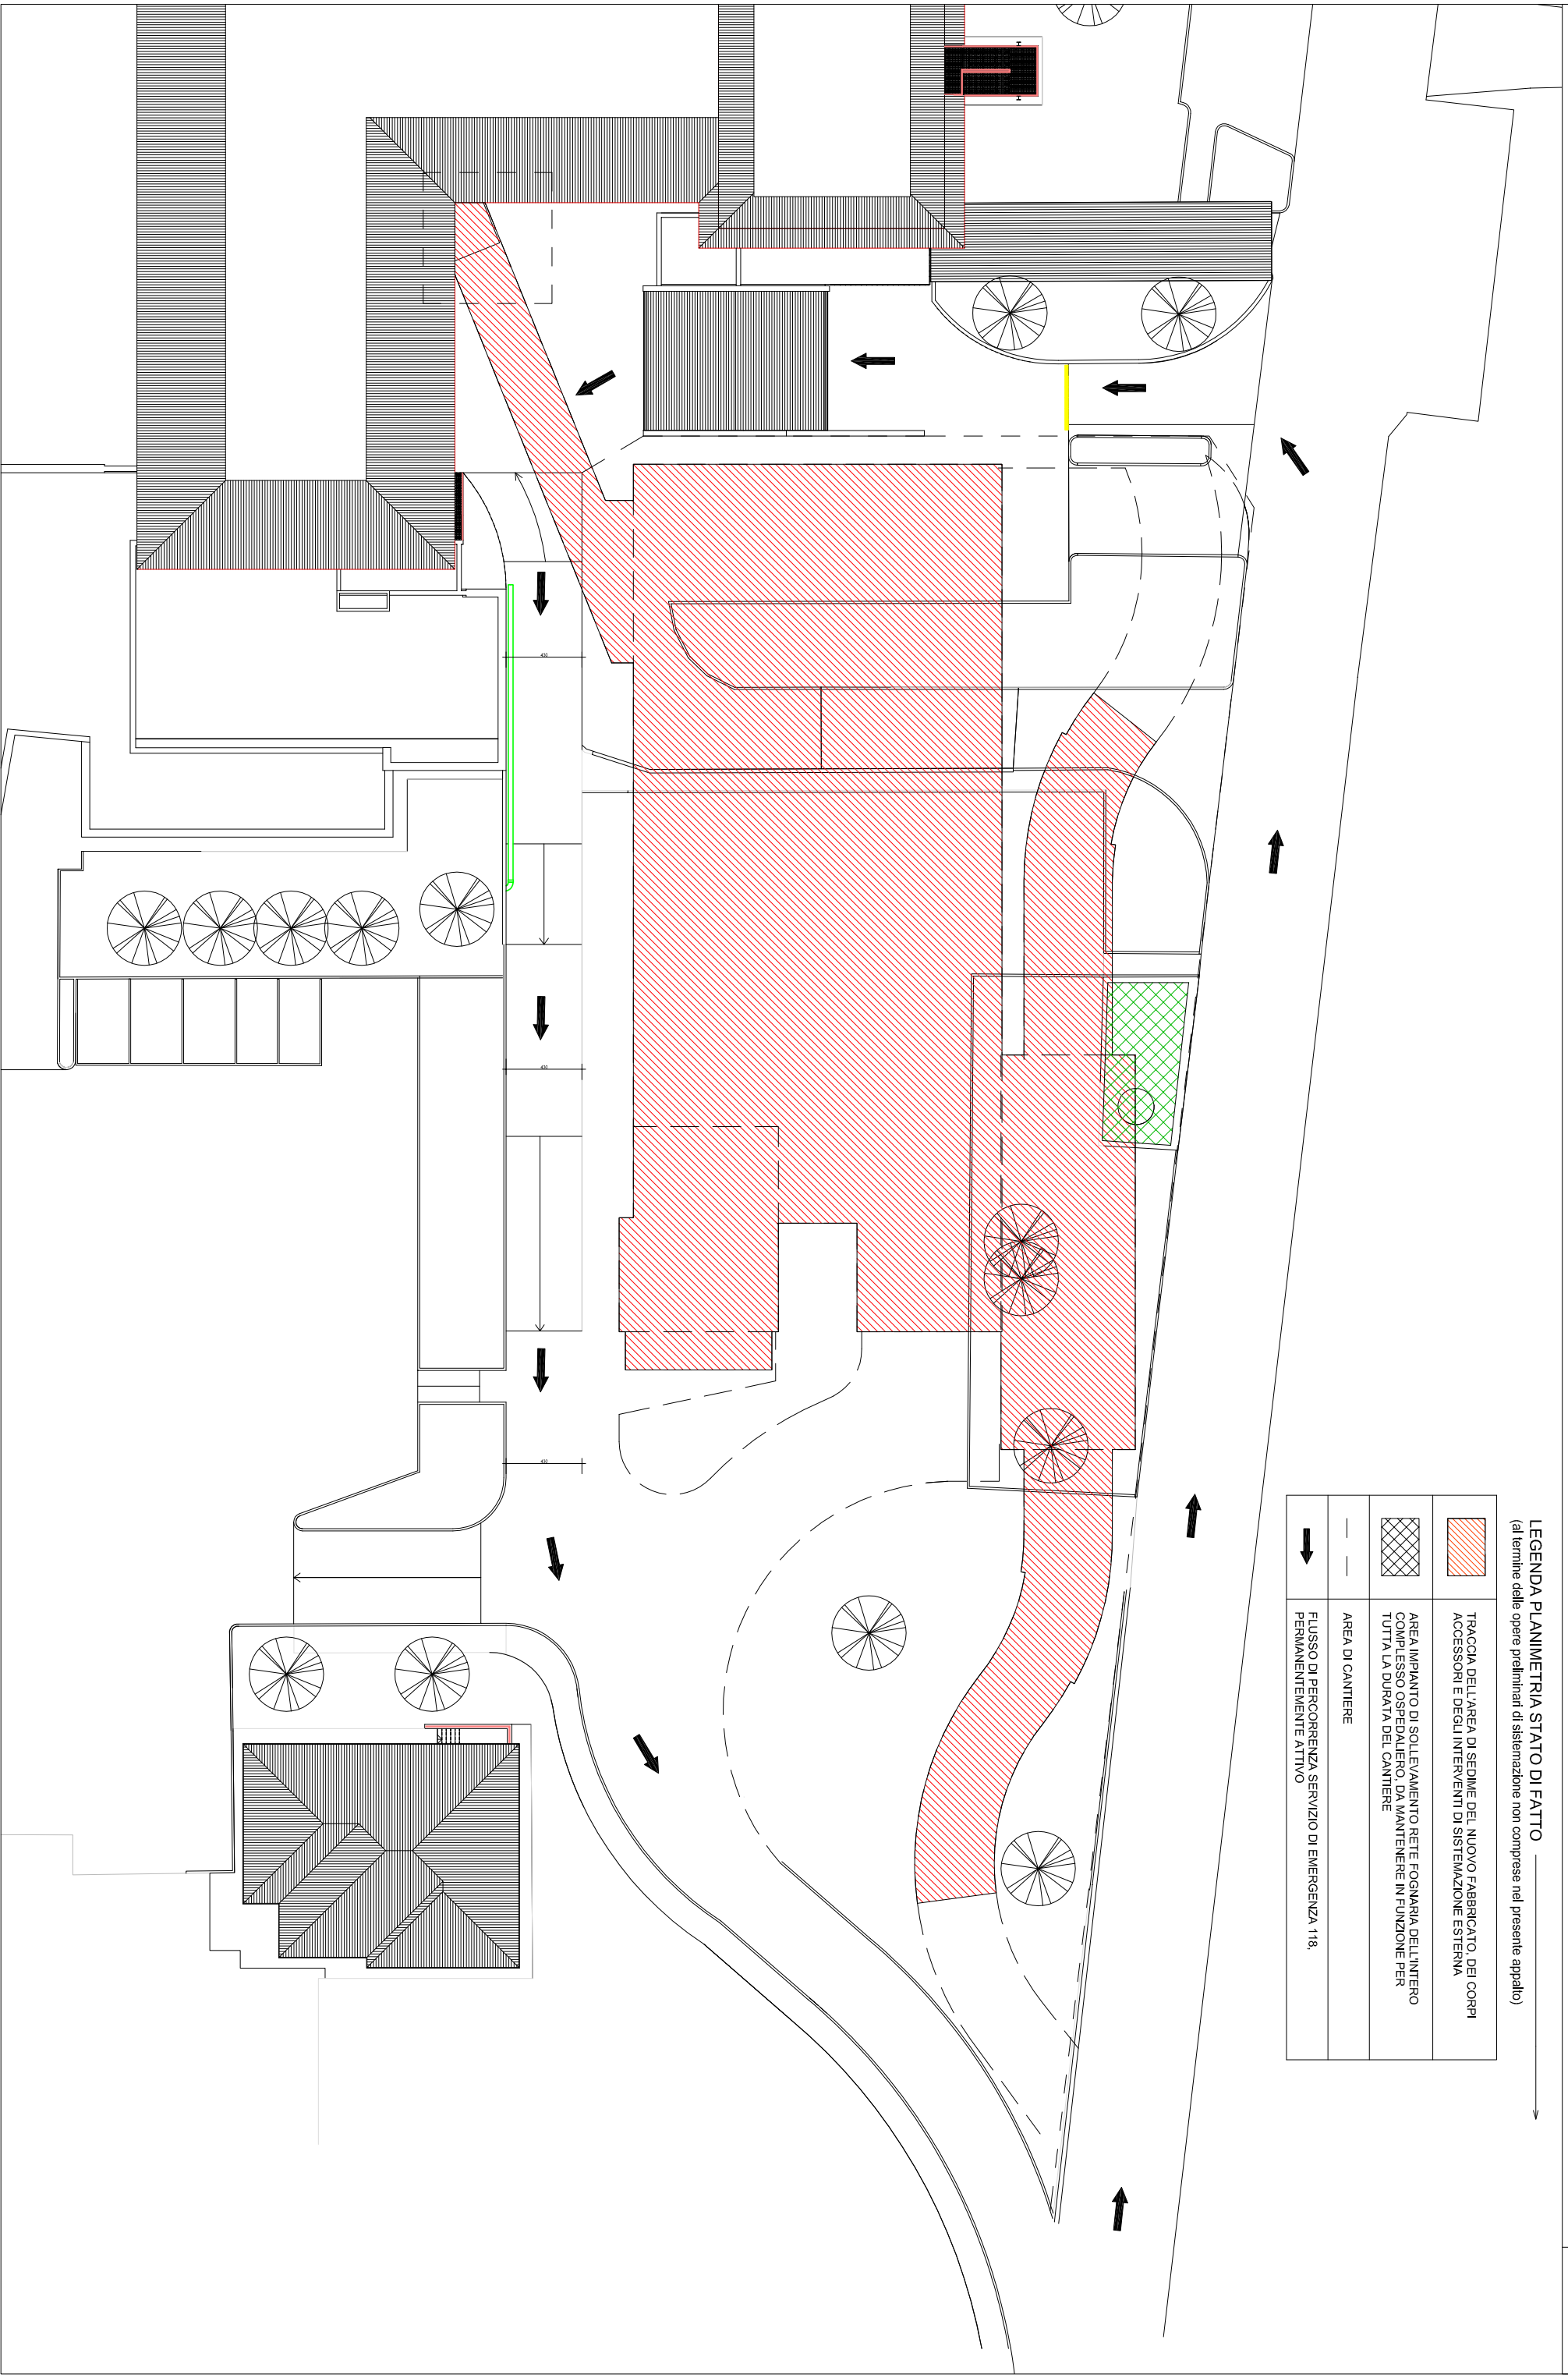 LEGENDA PLANIMETRIA STATO DI FATTO
(al termine delle opere preliminari di sistemazione non comprese nel presente appalto)
TRACCIA DELL'AREA DI SEDIME DEL NUOVO FABBRICATO, DEI CORPI
ACCESSORI E DEGLI INTERVENTI DI SISTEMAZIONE ESTERNA
AREA IMPIANTO DI SOLLEVAMENTO RETE FOGNARIA DELL'INTERO
COMPLESSO OSPEDALIERO, DA MANTENERE IN FUNZIONE PER
TUTTA LA DURATA DEL CANTIERE
AREA DI CANTIERE
FLUSSO DI PERCORRENZA SERVIZIO DI EMERGENZA 118,
PERMANENTEMENTE ATTIVO